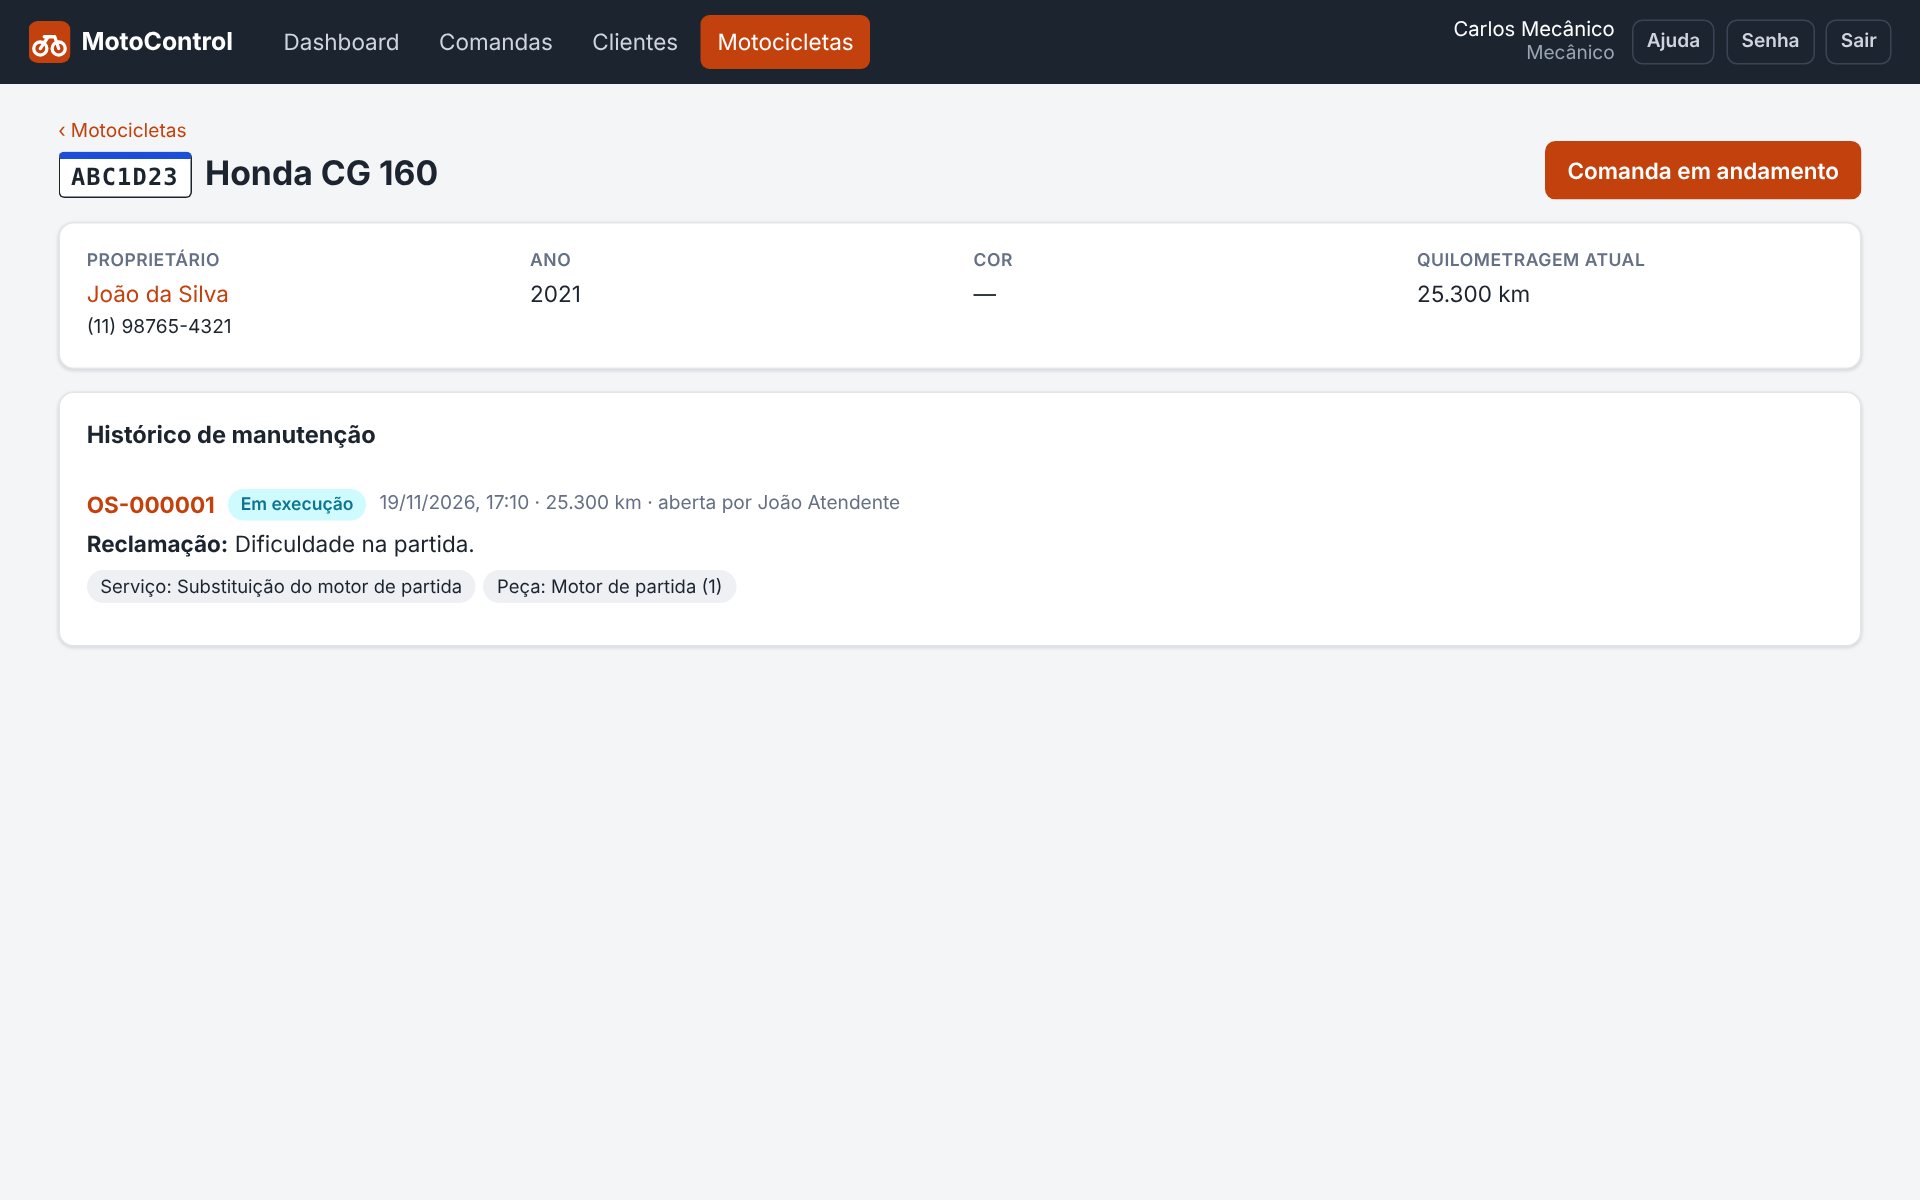 MotoControl
Dashboard
Comandas
Clientes
Motocicletas
Carlos Mecânico
Mecânico
Ajuda
Senha
Sair
‹ Motocicletas
ABC1D23
Honda CG 160
Comanda em andamento
PROPRIETÁRIO
João da Silva
(11) 98765-4321
ANO
2021
COR
—
QUILOMETRAGEM ATUAL
25.300 km
Histórico de manutenção
OS-000001 Em execução 19/11/2026, 17:10 · 25.300 km · aberta por João Atendente
Reclamação: Dificuldade na partida.
Serviço: Substituição do motor de partida Peça: Motor de partida (1)